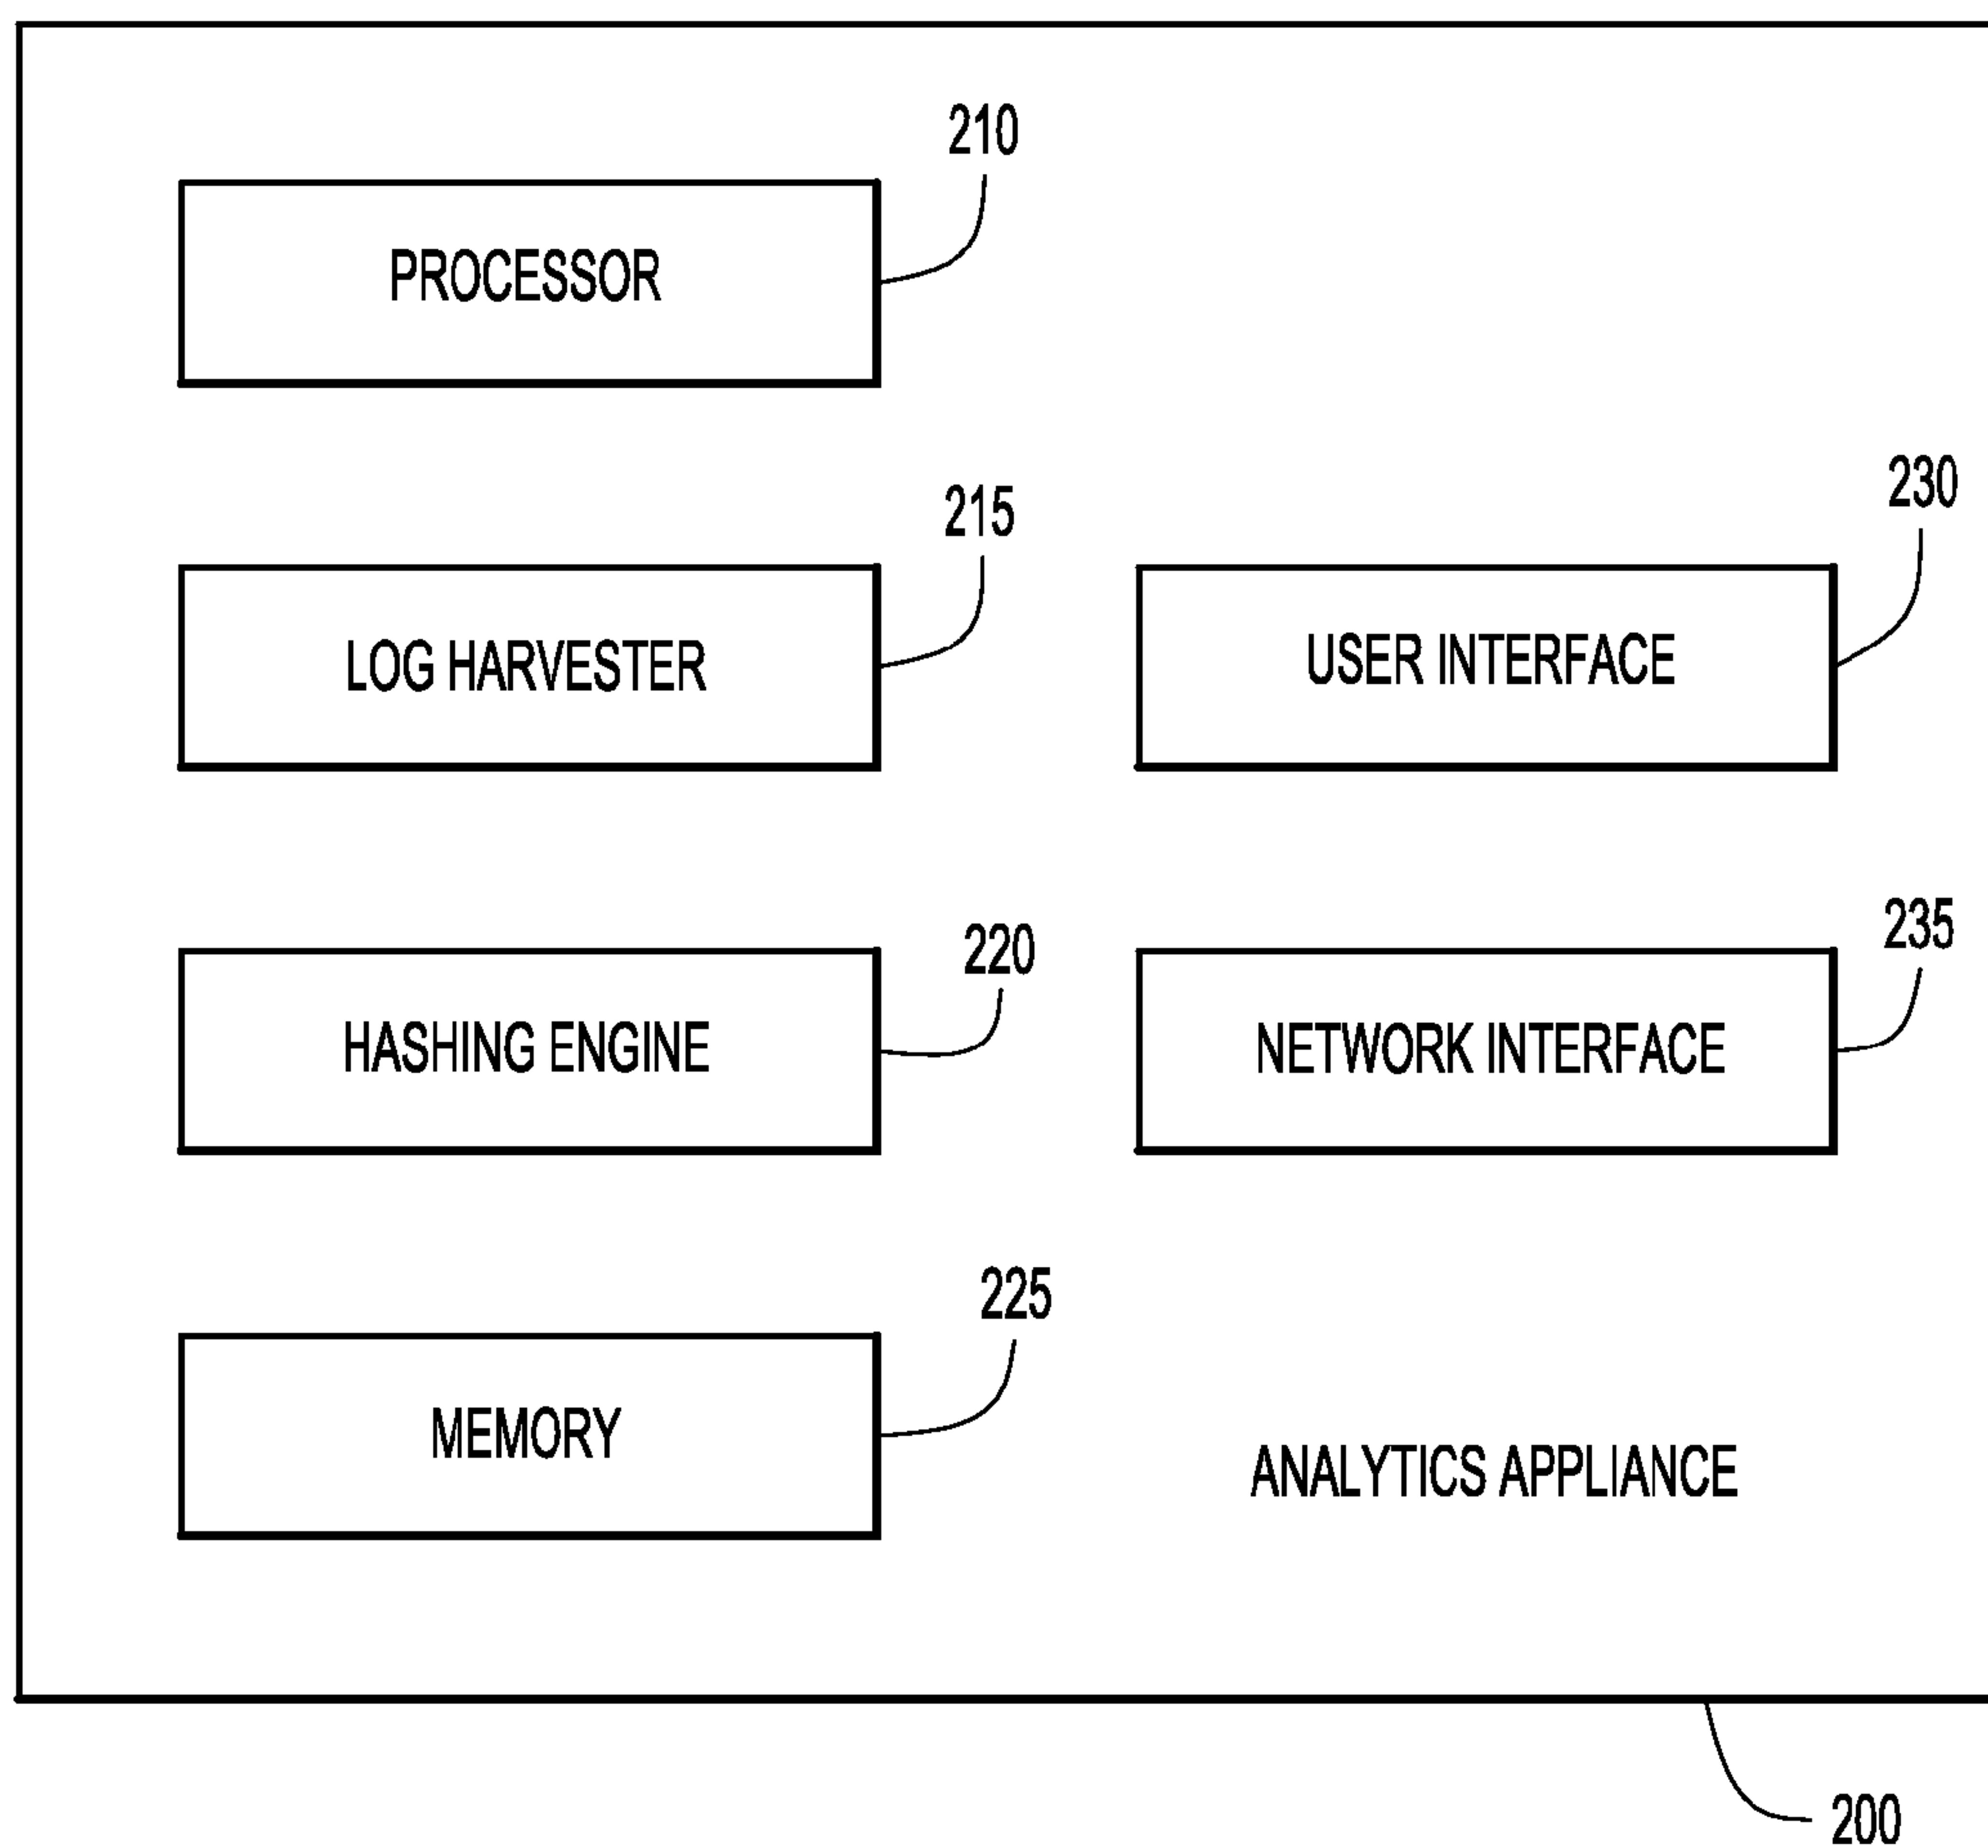 210
PROCESSOR
215
LOG HARVESTER
230
USER INTERFACE
220
HASHING ENGINE
235
NETWORK INTERFACE
225
MEMORY
ANALYTICS APPLIANCE
200